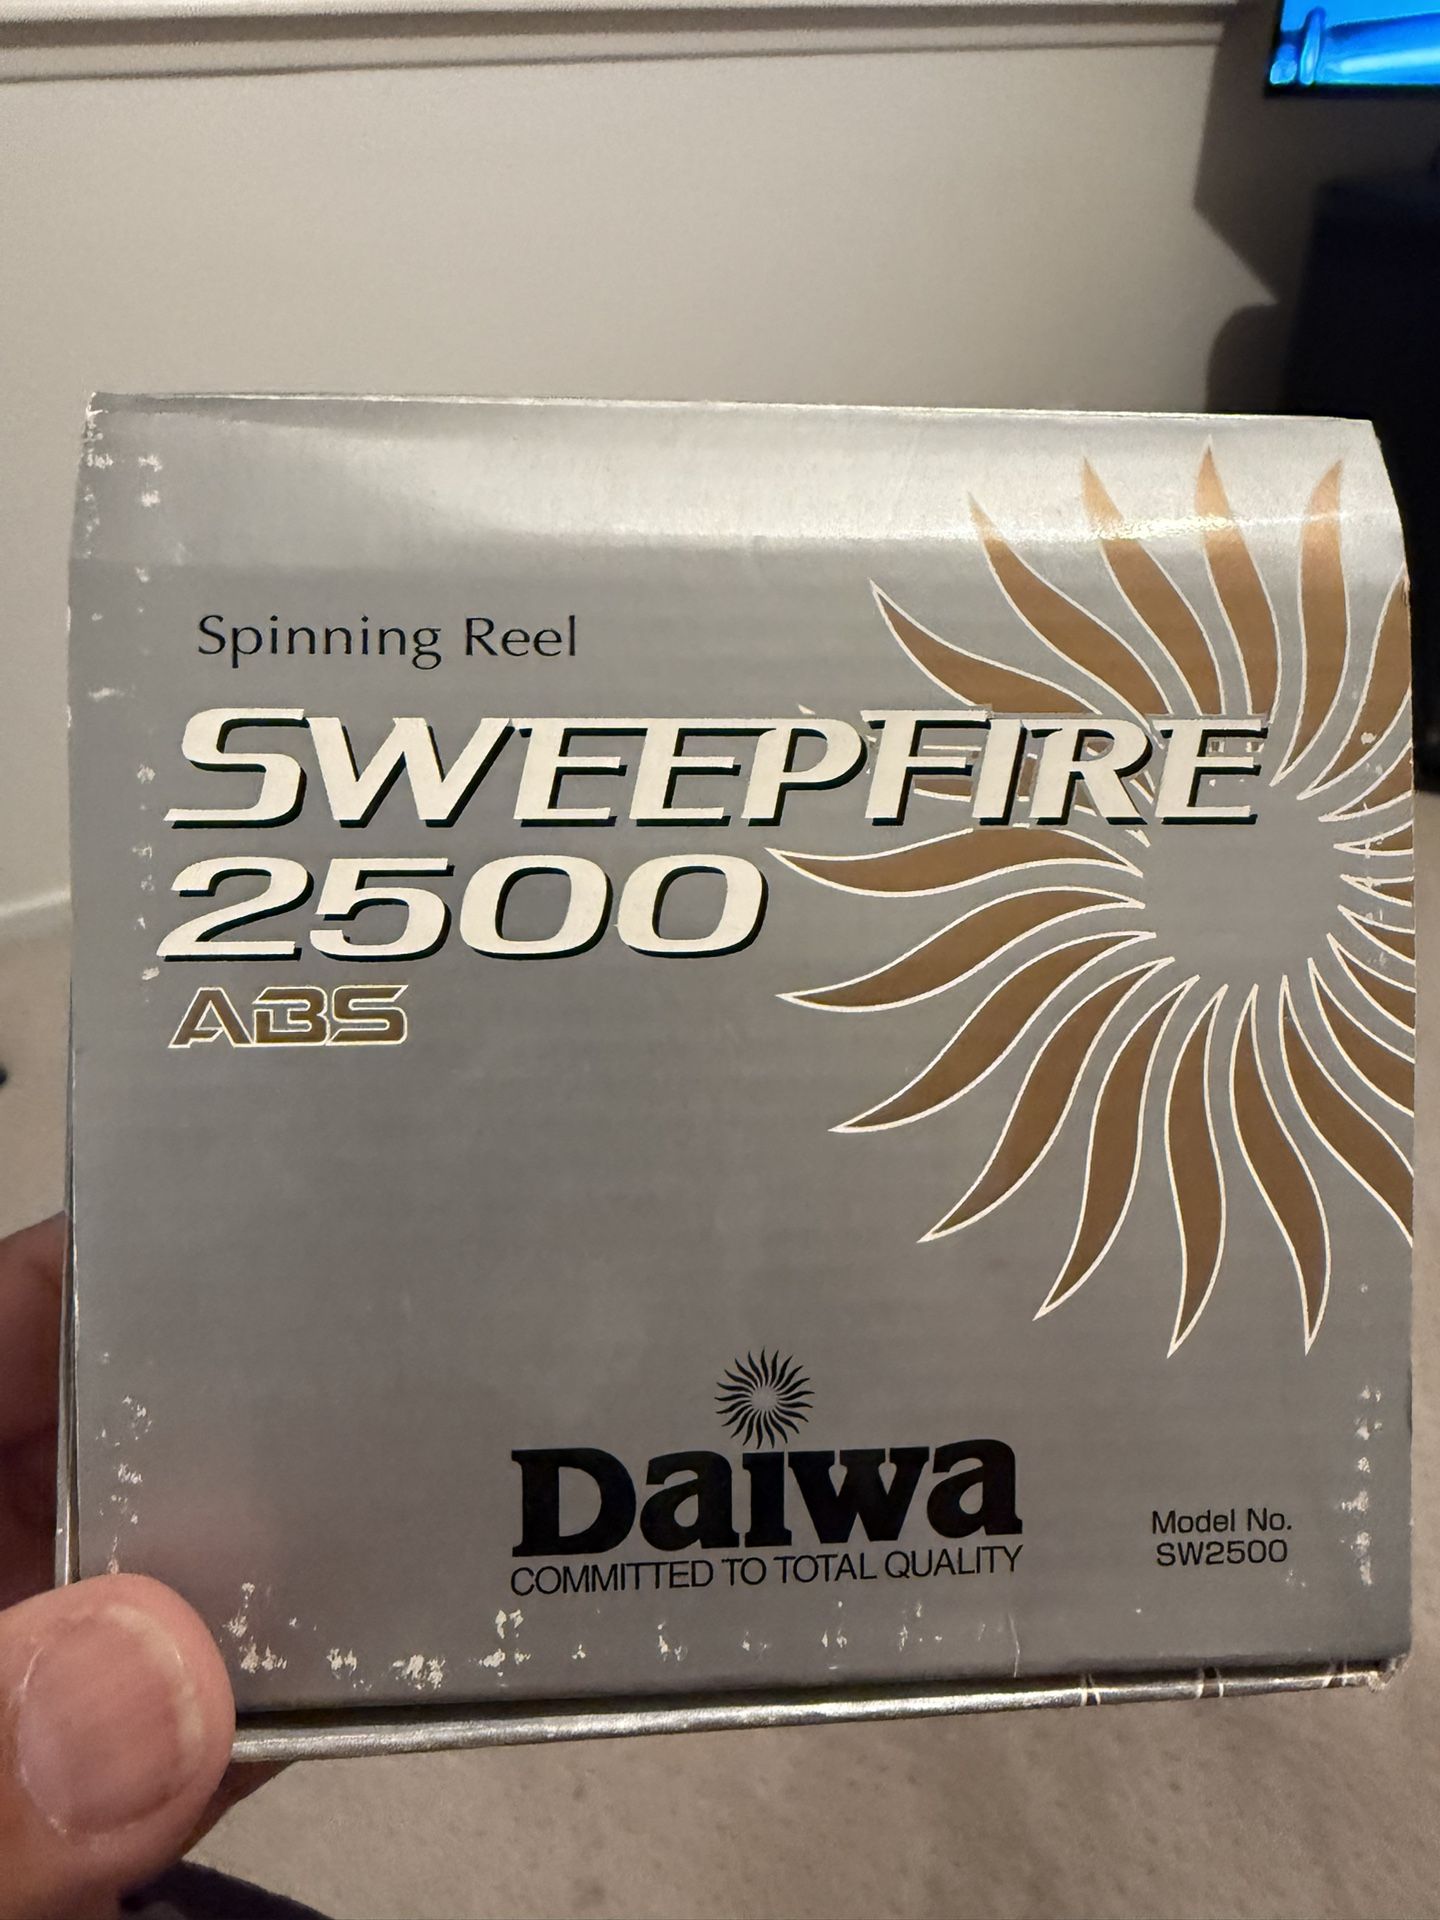 Spinning Reel
SWEEPFIRE
2500
ABS
Daiwa
COMMITTED TO TOTAL QUALITY
Model No.
SW2500